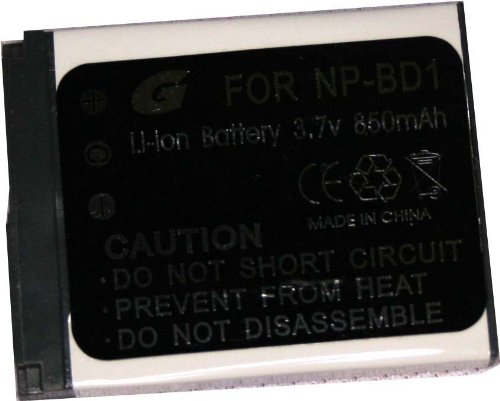 G FOR NP-BD1
Li-Ion Battery 3.7v 850mAh
CE
MADE IN CHINA
CAUTION
DO NOT SHORT CIRCUIT
PREVENT FROM HEAT
DO NOT DISASSEMBLE